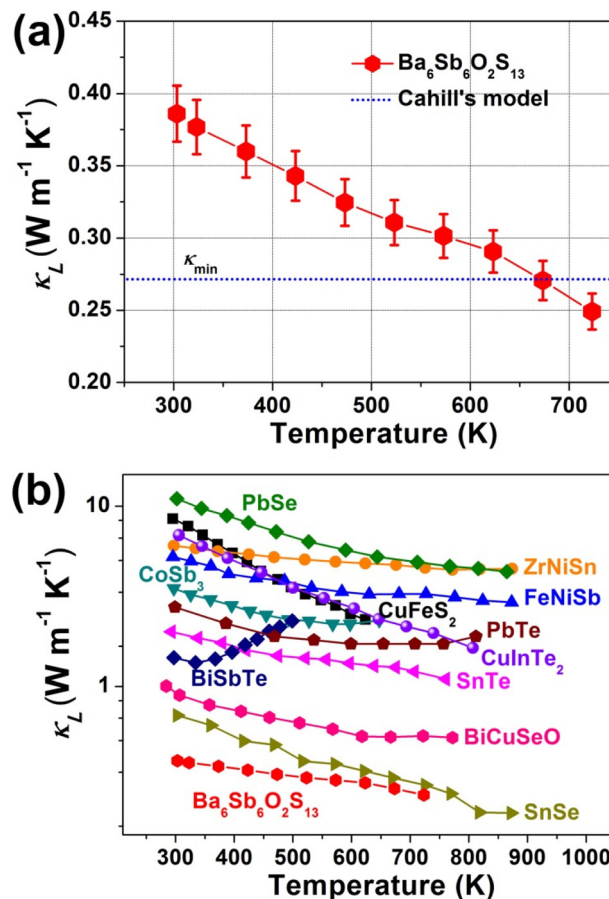 (a)
0.45
0.40
0.35
0.30
0.25
0.20
κL (W m-1 K-1)
Ba6Sb6O2S13
Cahill's model
κmin
300 400 500 600 700
Temperature (K)
(b)
10
1
κL (W m-1 K-1)
PbSe
ZrNiSn
CoSb3
FeNiSb
CuFeS2
PbTe
CuInTe2
BiSbTe
SnTe
BiCuSeO
Ba6Sb6O2S13
SnSe
300 400 500 600 700 800 900 1000
Temperature (K)